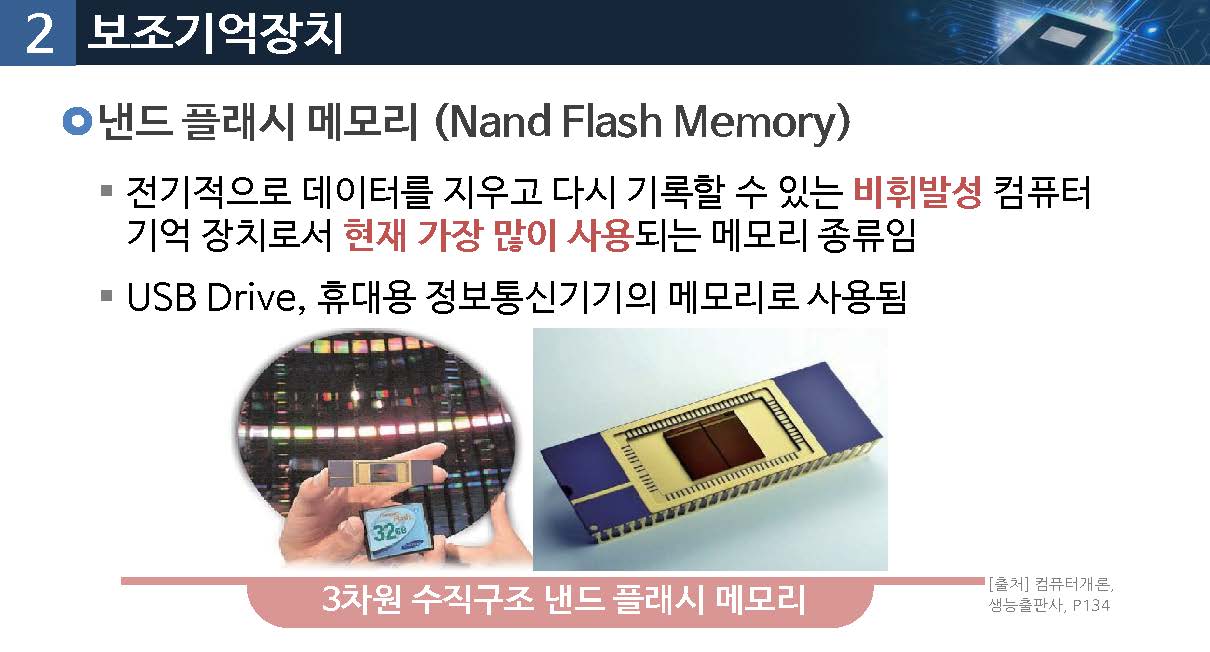 2 보조기억장치
낸드 플래시 메모리 (Nand Flash Memory)
전기적으로 데이터를 지우고 다시 기록할 수 있는 비휘발성 컴퓨터
기억 장치로서 현재 가장 많이 사용되는 메모리 종류임
USB Drive, 휴대용 정보통신기기의 메모리로 사용됨
32GB
3차원 수직구조 낸드 플래시 메모리
[출처] 컴퓨터개론,
생능출판사, P134